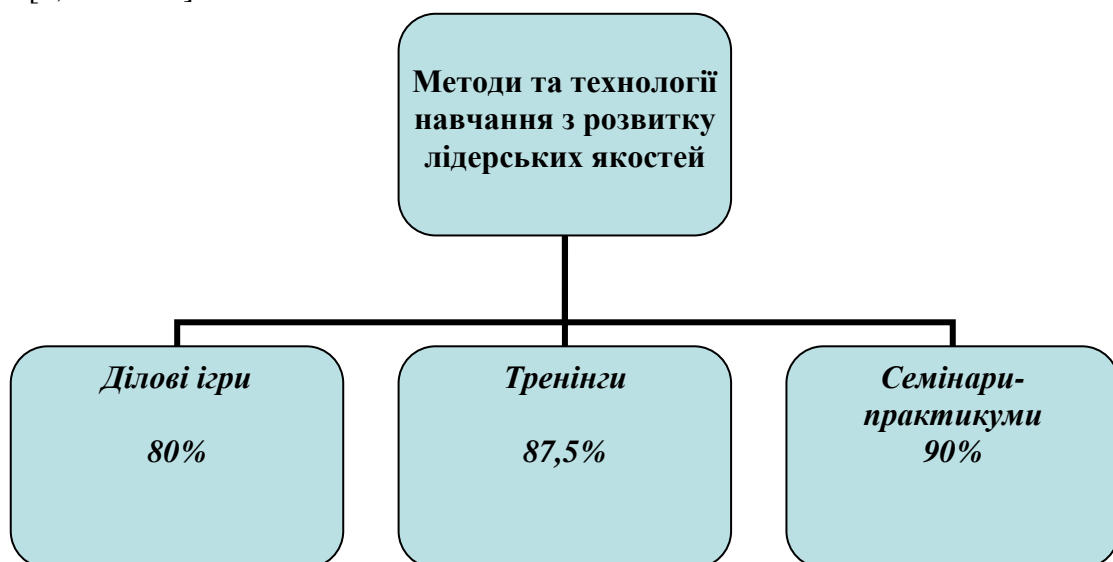 Методи та технології
навчання з розвитку
лідерських якостей
Ділові ігри
80%
Тренінги
87,5%
Семінари-
практикуми
90%